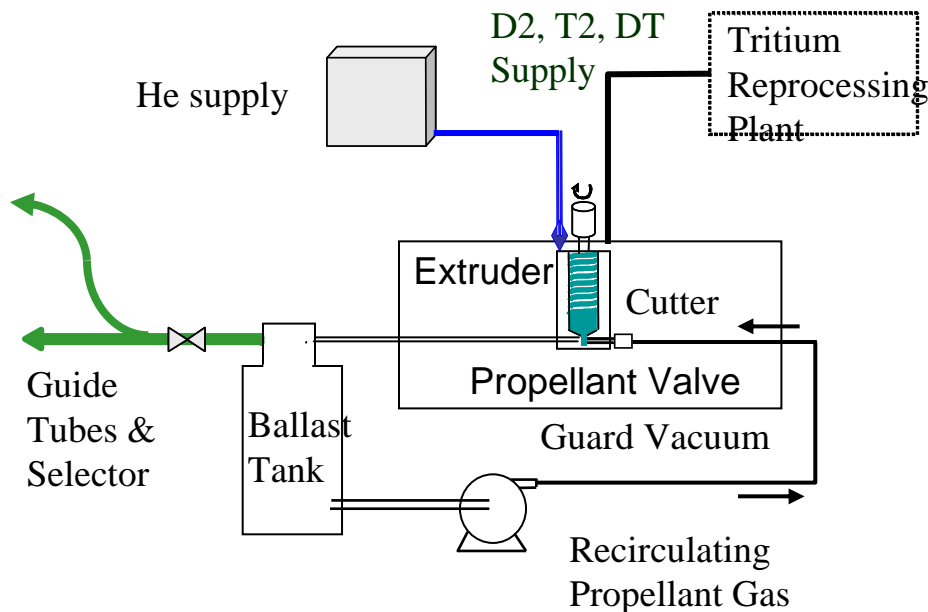 D2, T2, DT
Supply
Tritium
Reprocessing
Plant
He supply
Extruder
Cutter
Propellant Valve
Guide
Tubes &
Selector
Ballast
Tank
Guard Vacuum
Recirculating
Propellant Gas